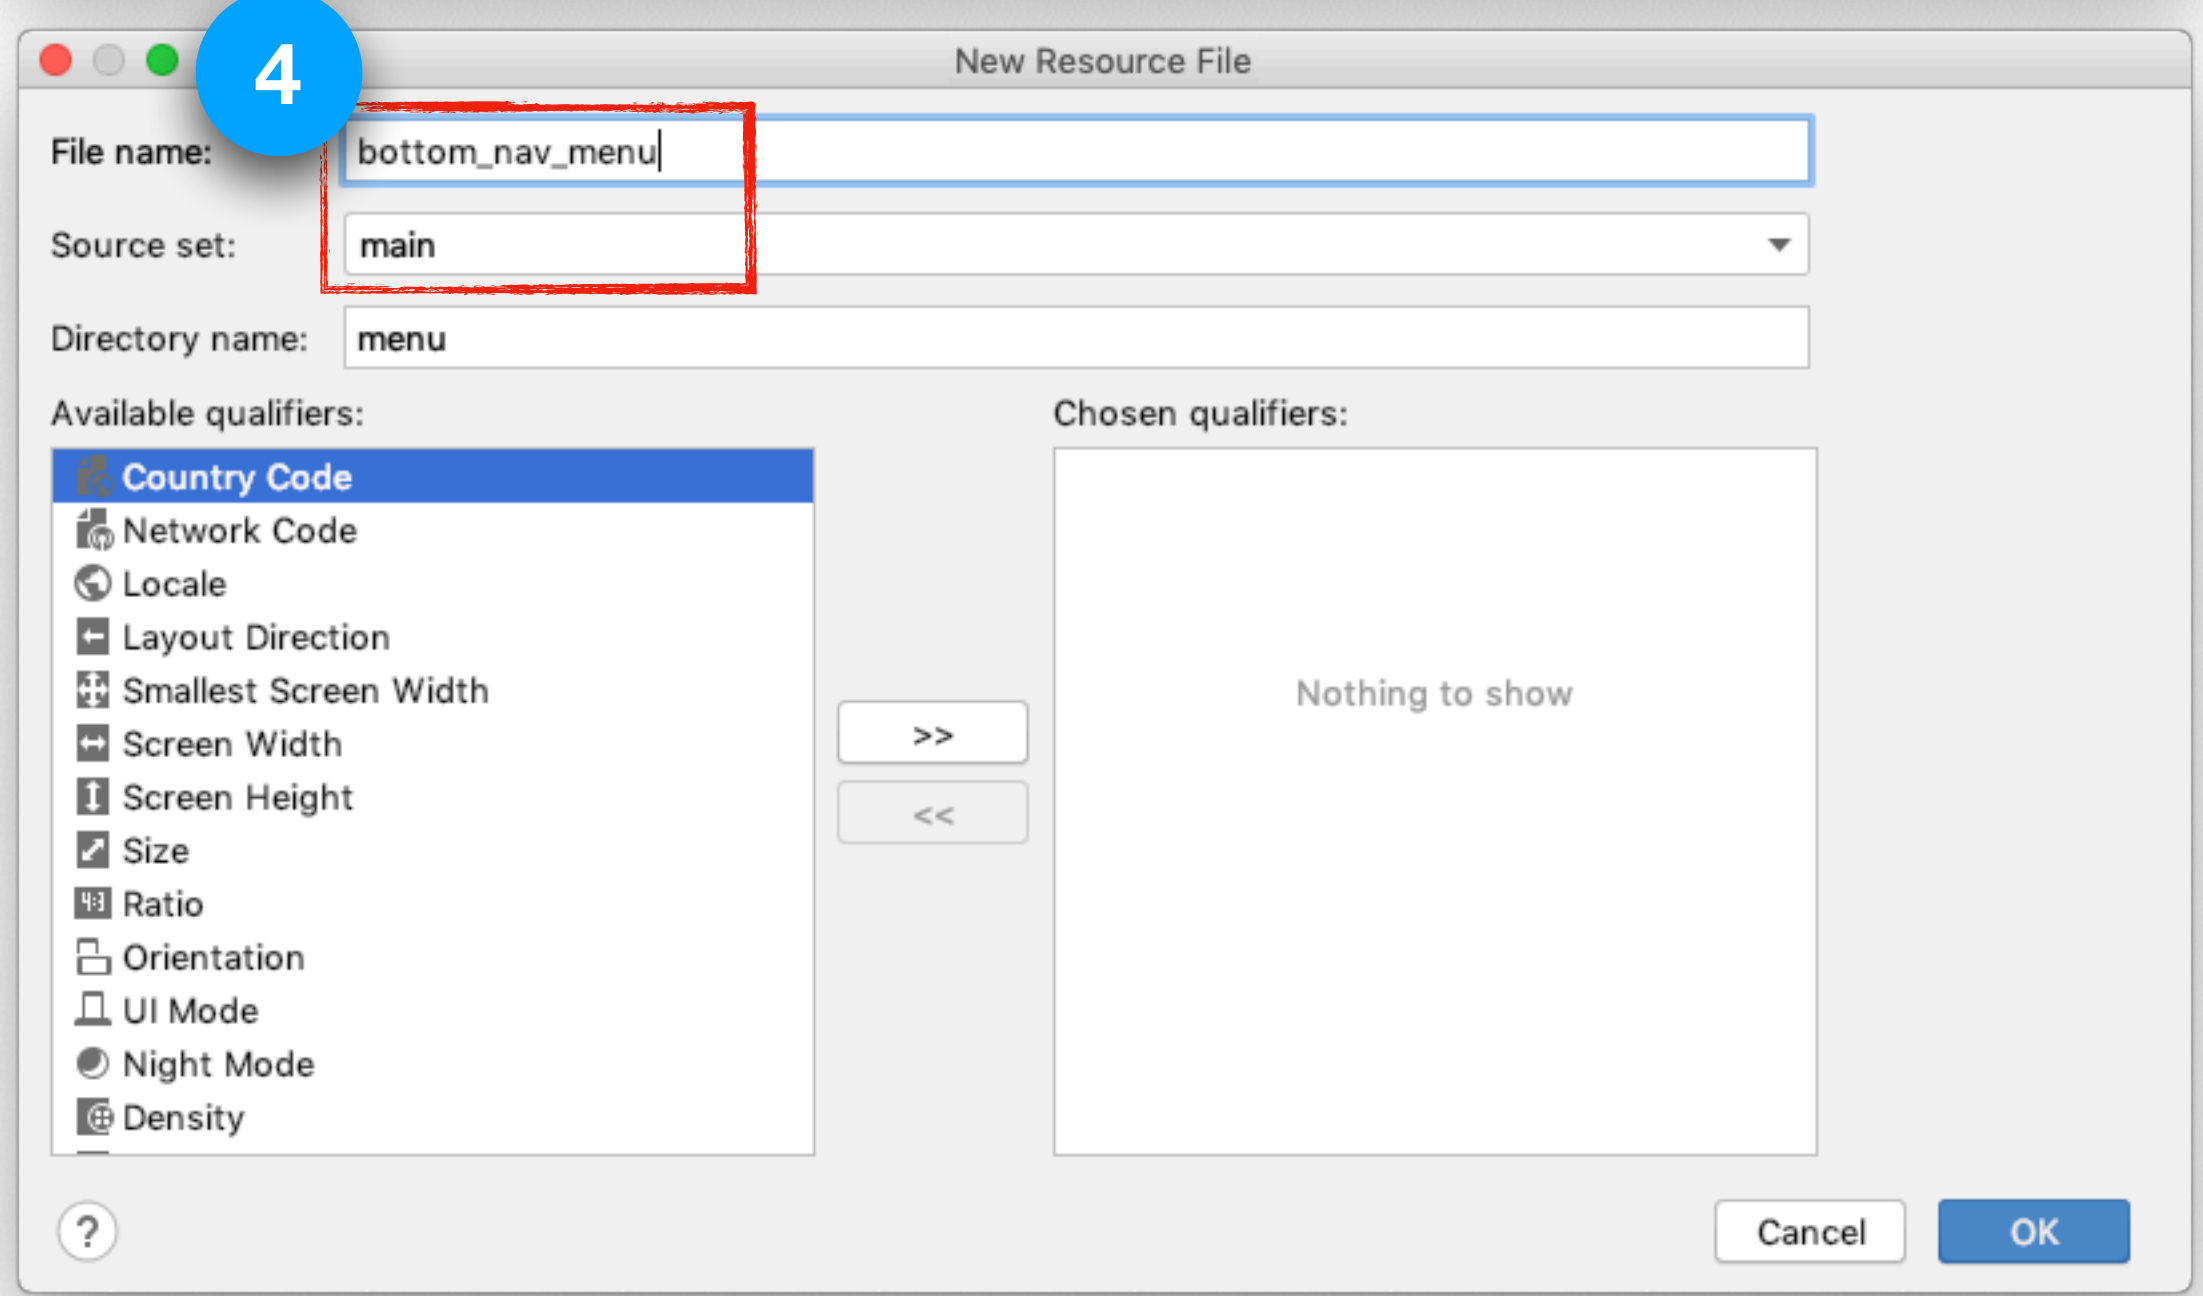 4
New Resource File
File name: bottom_nav_menu
Source set: main
Directory name: menu
Available qualifiers:
Chosen qualifiers:
Country Code
Network Code
Locale
Layout Direction
Smallest Screen Width
Screen Width
Screen Height
Size
4:3 Ratio
Orientation
UI Mode
Night Mode
Density
>>
<<
Nothing to show
?
Cancel
OK